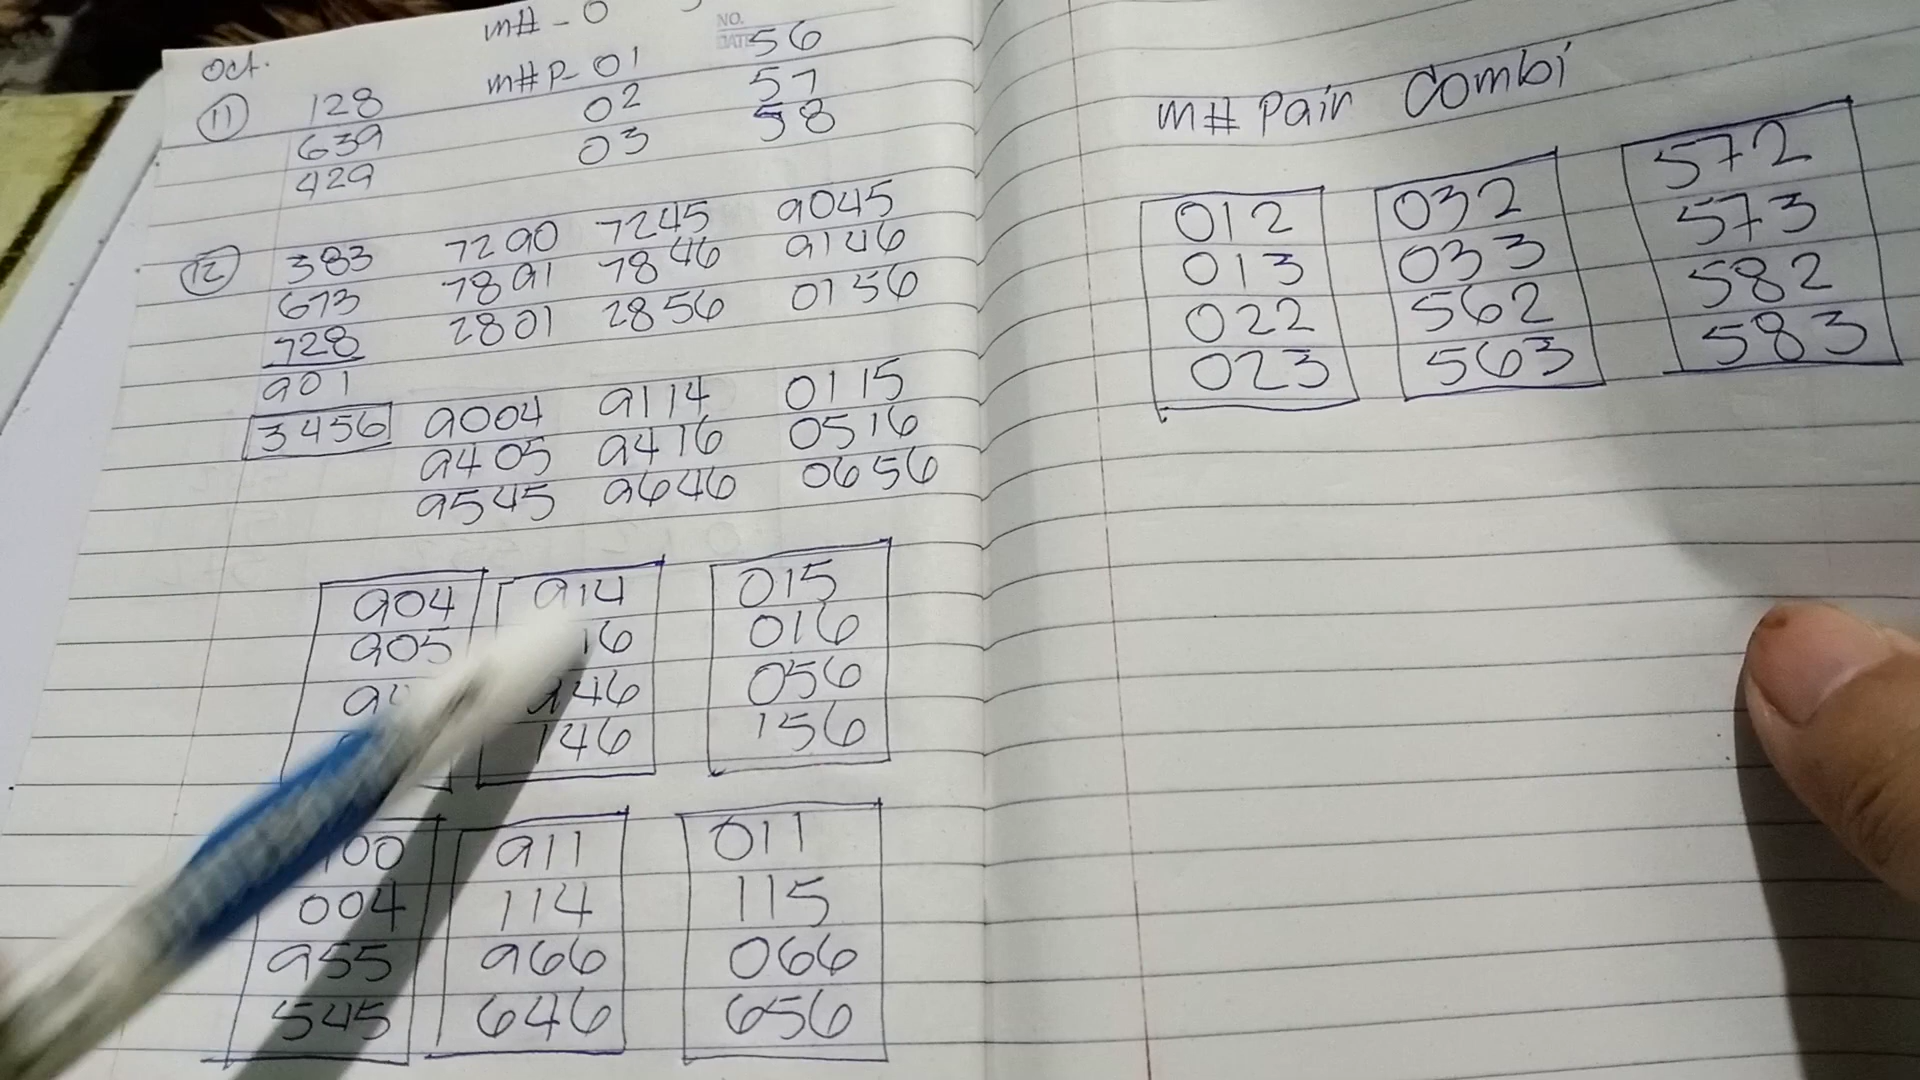 m# - 0
NO.
DATE
Oct.
m#P- 01 56
02 57
03 58
11 128
639
429
12 383 7290 7245 9045
673 7891 7846 9146
728 2801 2856 0156
901
3456
9004 9114 0115
9405 9416 0516
9545 9646 0656
904 914 015
905 16 016
946 056
146 156
911 011
004 114 115
955 966 066
545 646 656
m# Pair Combi
012 032 572
013 033 573
022 562 582
023 563 583